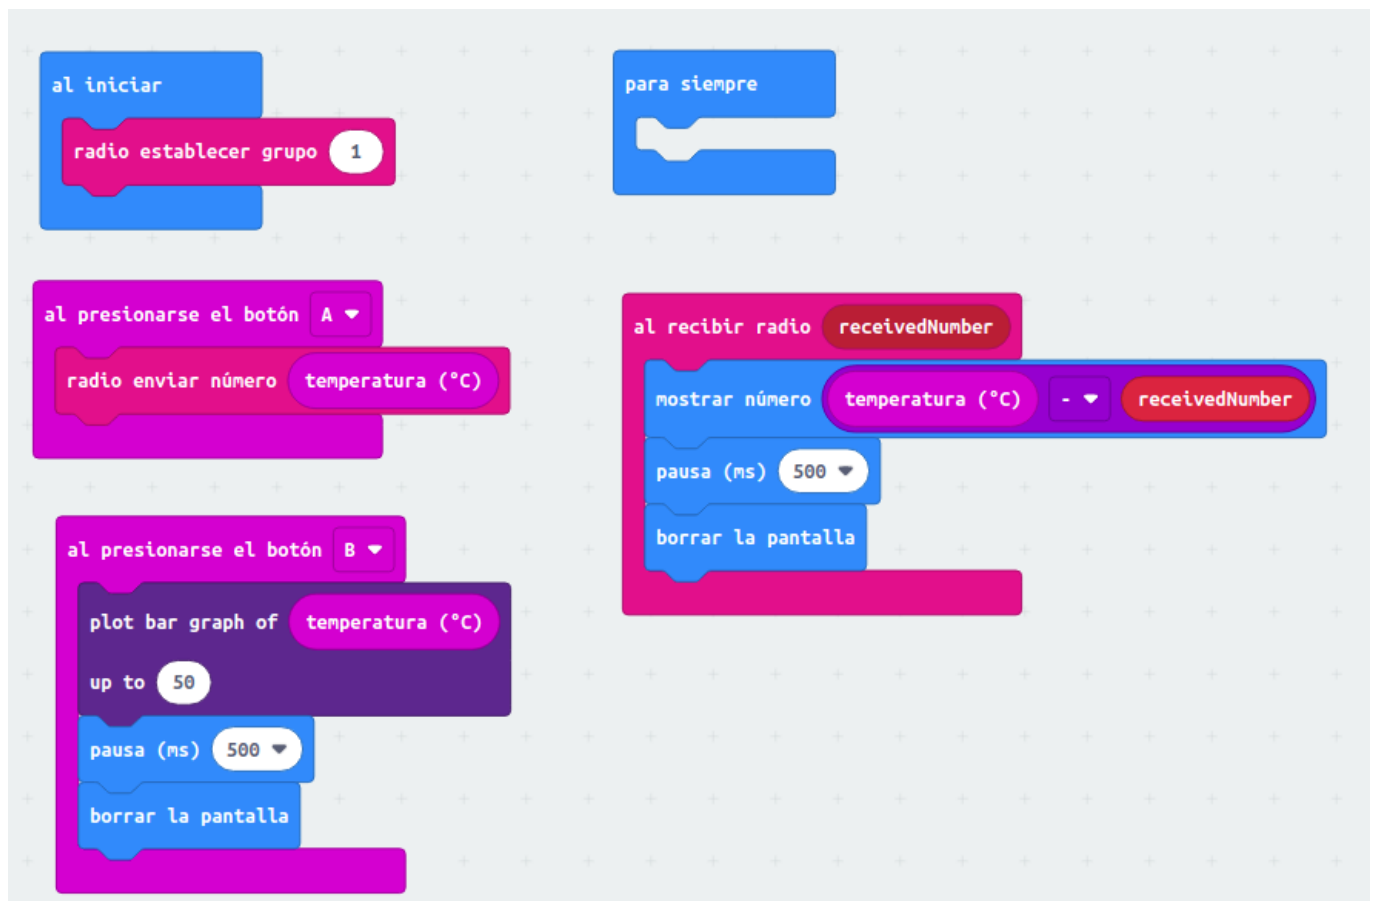 al iniciar
radio establecer grupo 1
para siempre
al presionarse el botón A
radio enviar número temperatura (°C)
al presionarse el botón B
plot bar graph of temperatura (°C)
up to 50
pausa (ms) 500
borrar la pantalla
al recibir radio receivedNumber
mostrar número temperatura (°C) - receivedNumber
pausa (ms) 500
borrar la pantalla